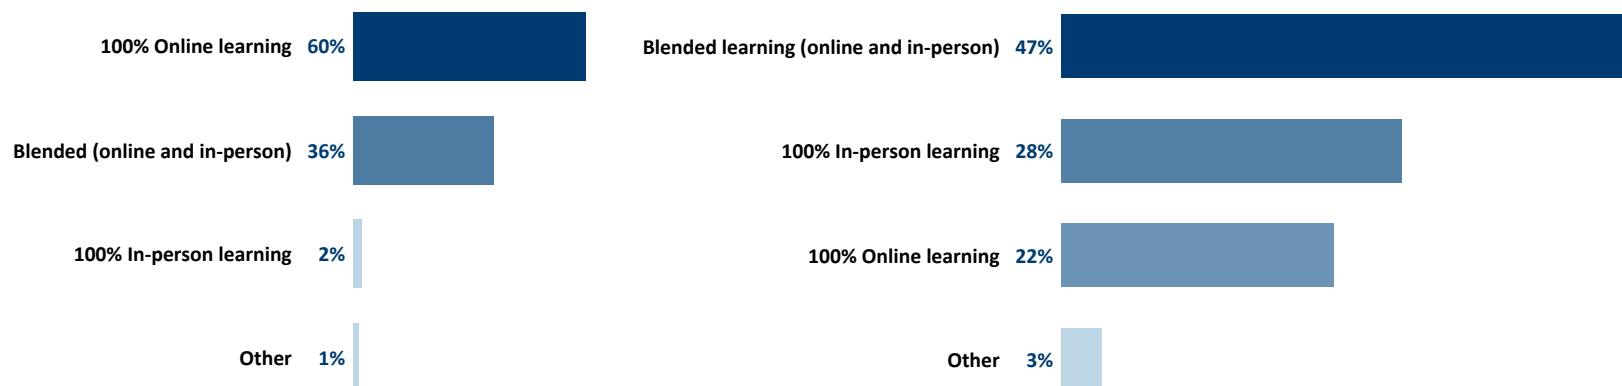 100% Online learning 60%
Blended (online and in-person) 36%
100% In-person learning 2%
Other 1%
Blended learning (online and in-person) 47%
100% In-person learning 28%
100% Online learning 22%
Other 3%